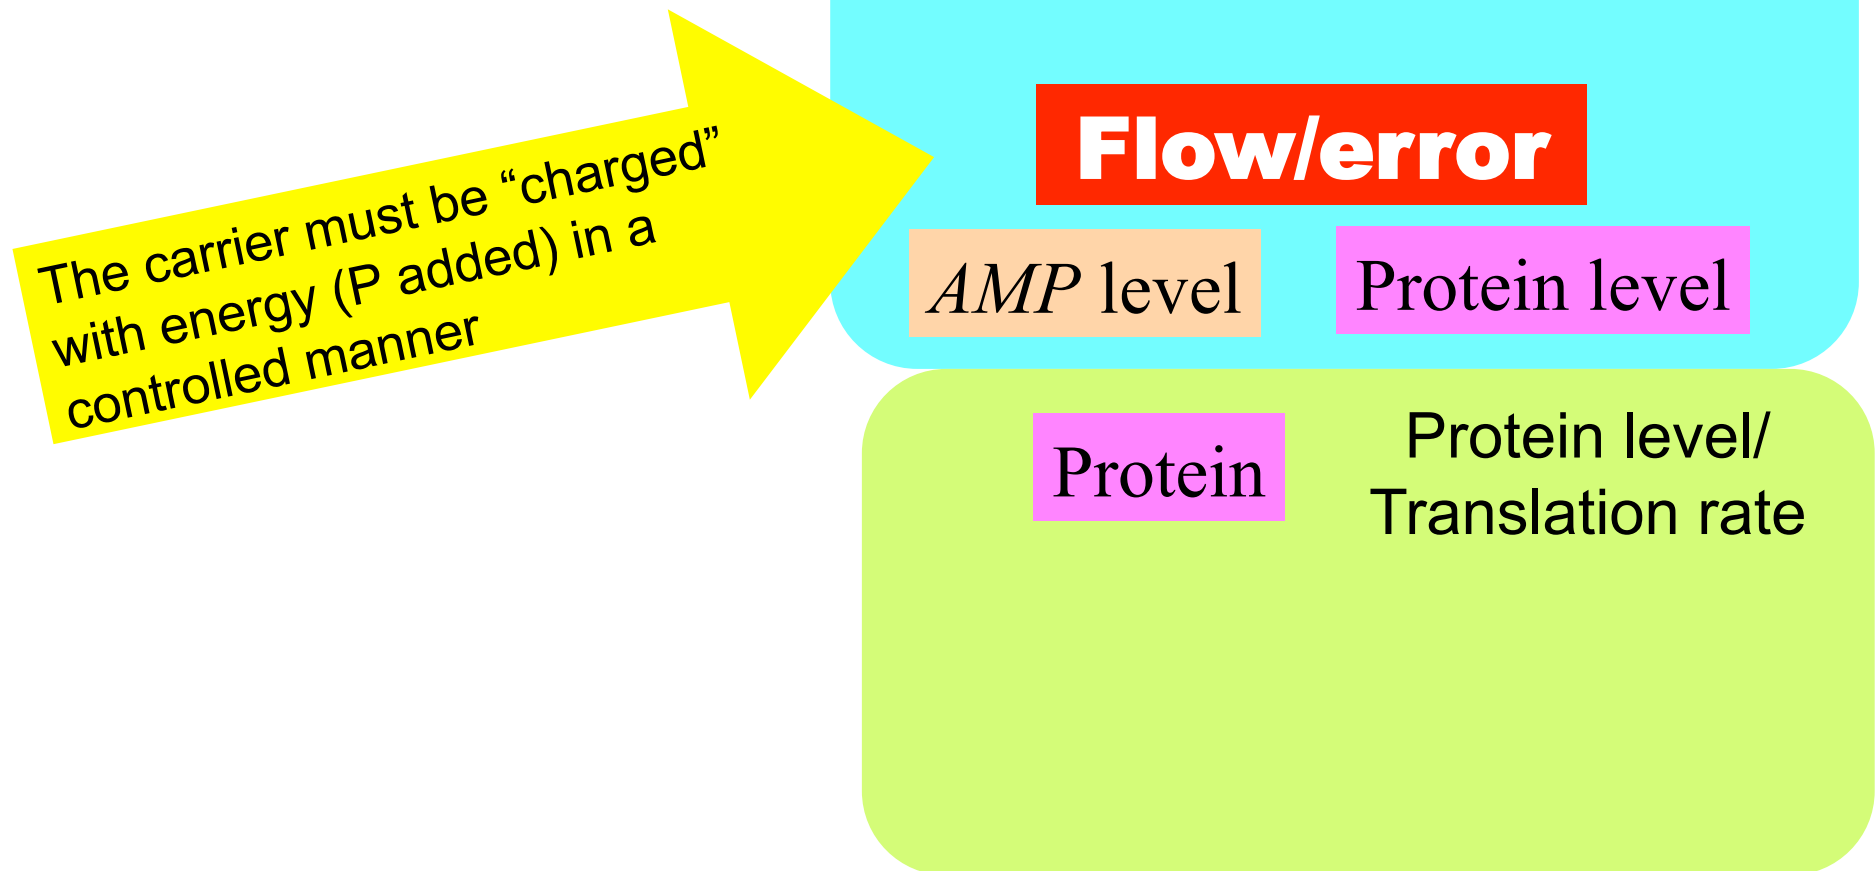 The carrier must be “charged”
with energy (P added) in a
controlled manner
Flow/error
AMP level
Protein level
Protein
Protein level/
Translation rate